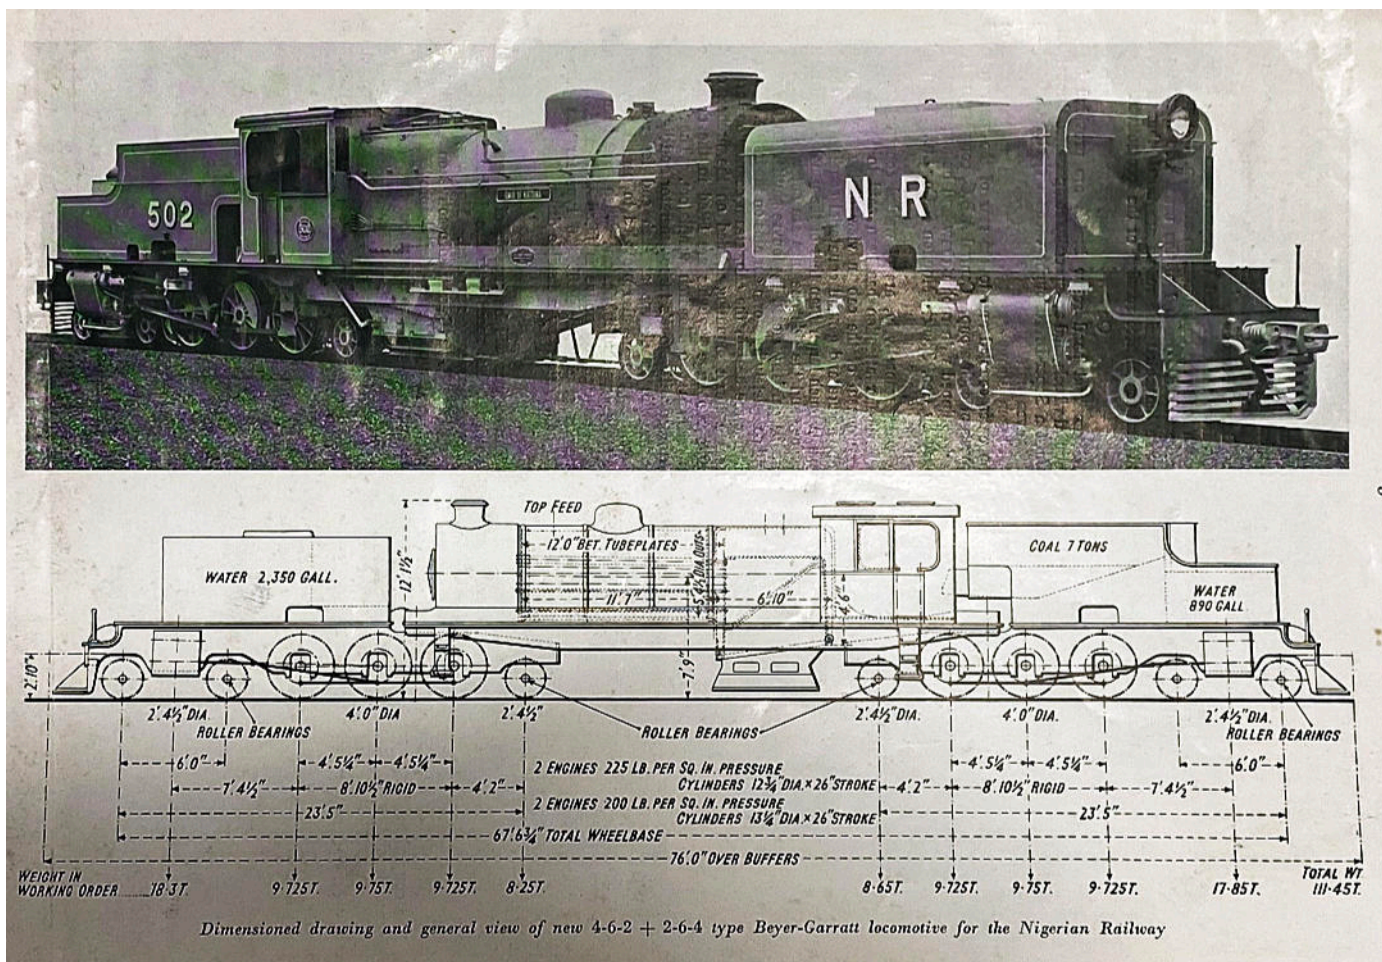 502
502
N R
TOP FEED
12'.0" BET. TUBEPLATES
WATER 2,350 GALL.
12' 1½"
5'.4½" DIA. OUTS.
11'.7"
6'.10"
4'.6"
COAL 7 TONS
WATER
890 GALL
2'.10"
7'.9"
2'.4½" DIA.
4'.0" DIA
2'.4½"
2'.4½" DIA.
4'.0" DIA.
2'.4½" DIA.
ROLLER BEARINGS
ROLLER BEARINGS
ROLLER BEARINGS
6'.0"
4'.5¼"
4'.5¼"
4'.5¼"
4'.5¼"
6'.0"
2 ENGINES 225 LB. PER SQ. IN. PRESSURE
CYLINDERS 12¾" DIA. × 26" STROKE
7'.4½"
8'.10½" RIGID
4'.2"
4'.2"
8'.10½" RIGID
7'.4½"
2 ENGINES 200 LB. PER SQ. IN. PRESSURE
CYLINDERS 13¼" DIA. × 26" STROKE
23'.5"
23'.5"
67'.6¾" TOTAL WHEELBASE
76'.0" OVER BUFFERS
WEIGHT IN
WORKING ORDER 18.3T. 9.725T. 9.75T. 9.725T. 8.25T. 8.65T. 9.725T. 9.75T. 9.725T. 17.85T.
TOTAL WT
111.45T.
Dimensioned drawing and general view of new 4-6-2 + 2-6-4 type Beyer-Garratt locomotive for the Nigerian Railway